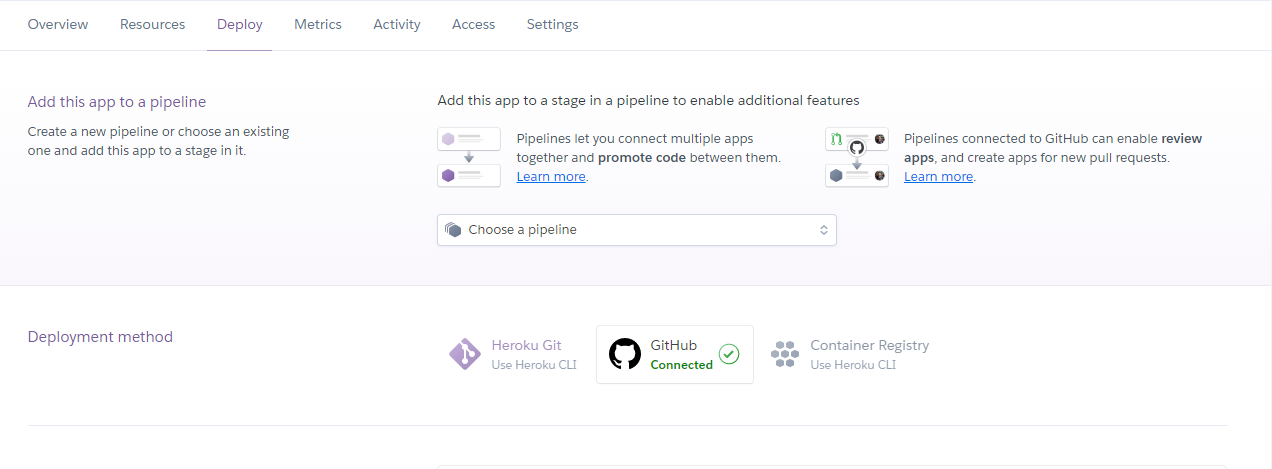 Overview Resources Deploy Metrics Activity Access Settings
Add this app to a pipeline
Create a new pipeline or choose an existing
one and add this app to a stage in it.
Add this app to a stage in a pipeline to enable additional features
Pipelines let you connect multiple apps
together and promote code between them.
Learn more.
Pipelines connected to GitHub can enable review
apps, and create apps for new pull requests.
Learn more.
Choose a pipeline
Deployment method
Heroku Git
Use Heroku CLI
GitHub
Connected
Container Registry
Use Heroku CLI